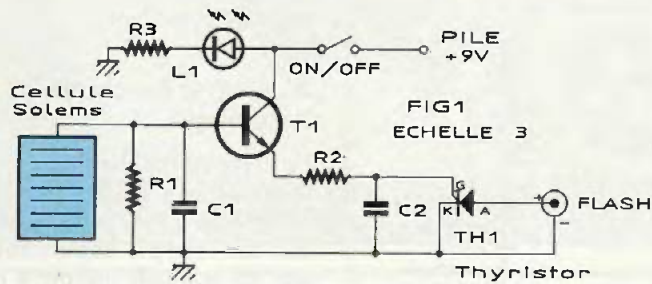 R3
L1
ON/OFF
PILE
+9V
Cellule
Solems
T1
FIG1
ECHELLE 3
R1
C1
R2
C2
G
K
A
TH1
+
FLASH
-
Thyristor